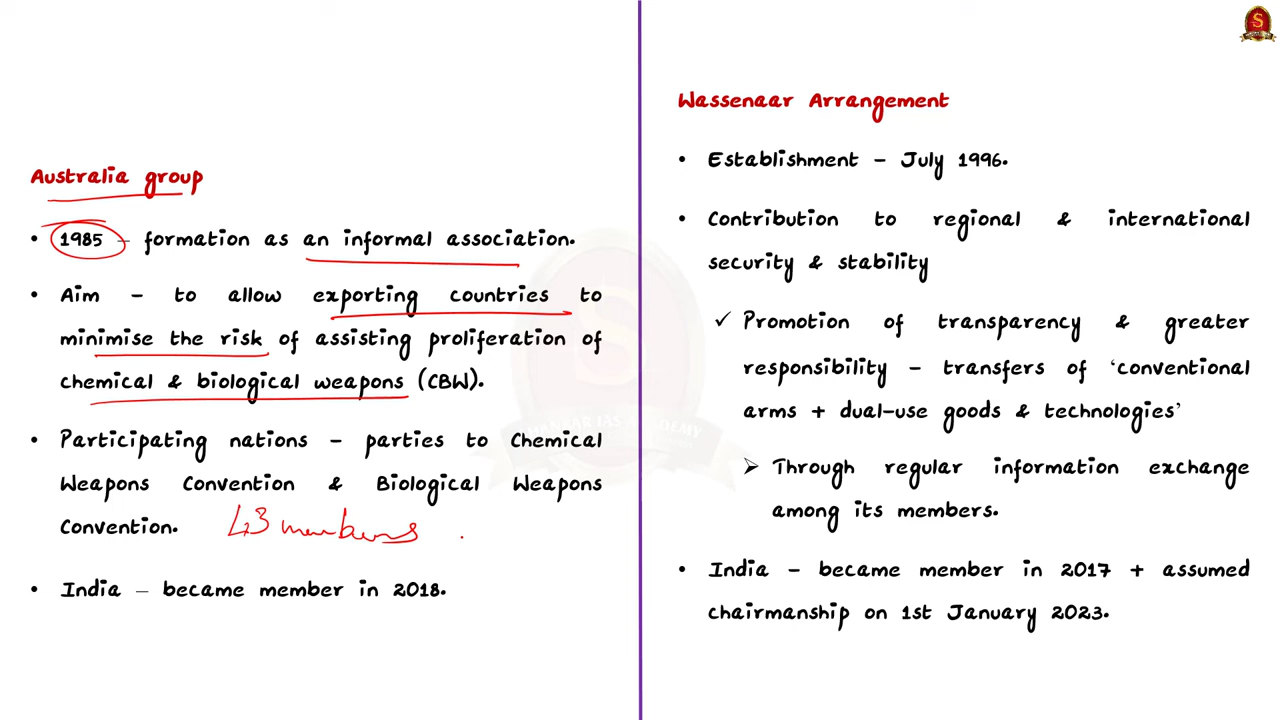 Australia group
• 1985 – formation as an informal association.
• Aim – to allow exporting countries to
minimise the risk of assisting proliferation of
chemical & biological weapons (CBW).
• Participating nations – parties to Chemical
Weapons Convention & Biological Weapons
Convention. 43 members
• India – became member in 2018.
Wassenaar Arrangement
• Establishment – July 1996.
• Contribution to regional & international
security & stability
✓ Promotion of transparency & greater
responsibility – transfers of ‘conventional
arms + dual-use goods & technologies’
➢ Through regular information exchange
among its members.
• India – became member in 2017 + assumed
chairmanship on 1st January 2023.
S
SHANKAR IAS ACADEMY